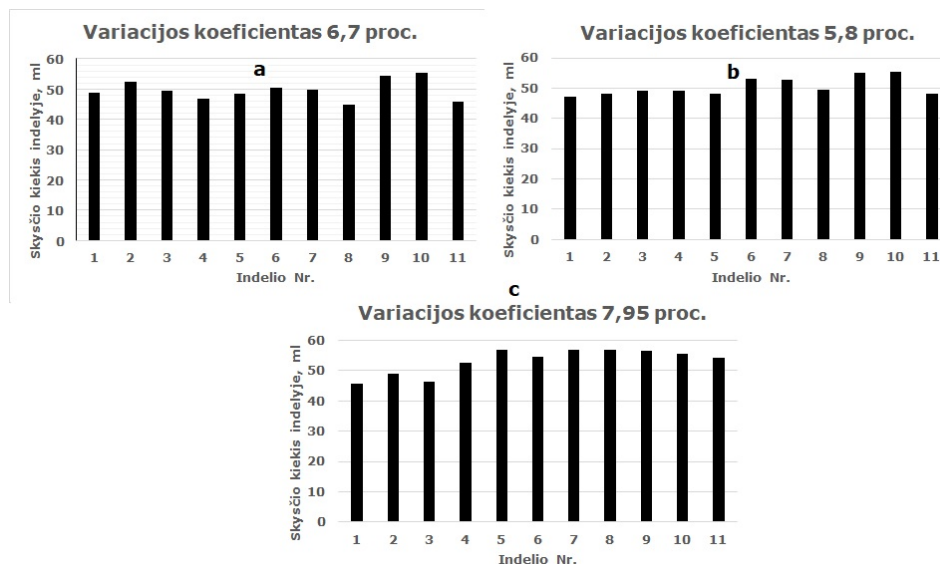 Variacijos koeficientas 6,7 proc.
a
Skysčio kiekis indelyje, ml
60
50
40
30
20
10
0
1 2 3 4 5 6 7 8 9 10 11
Indelio Nr.
Variacijos koeficientas 5,8 proc.
b
Skysčio kiekis indelyje, ml
60
50
40
30
20
10
0
1 2 3 4 5 6 7 8 9 10 11
Indelio Nr.
c
Variacijos koeficientas 7,95 proc.
Skysčio kiekis indelyje, ml
60
50
40
30
20
10
0
1 2 3 4 5 6 7 8 9 10 11
Indelio Nr.